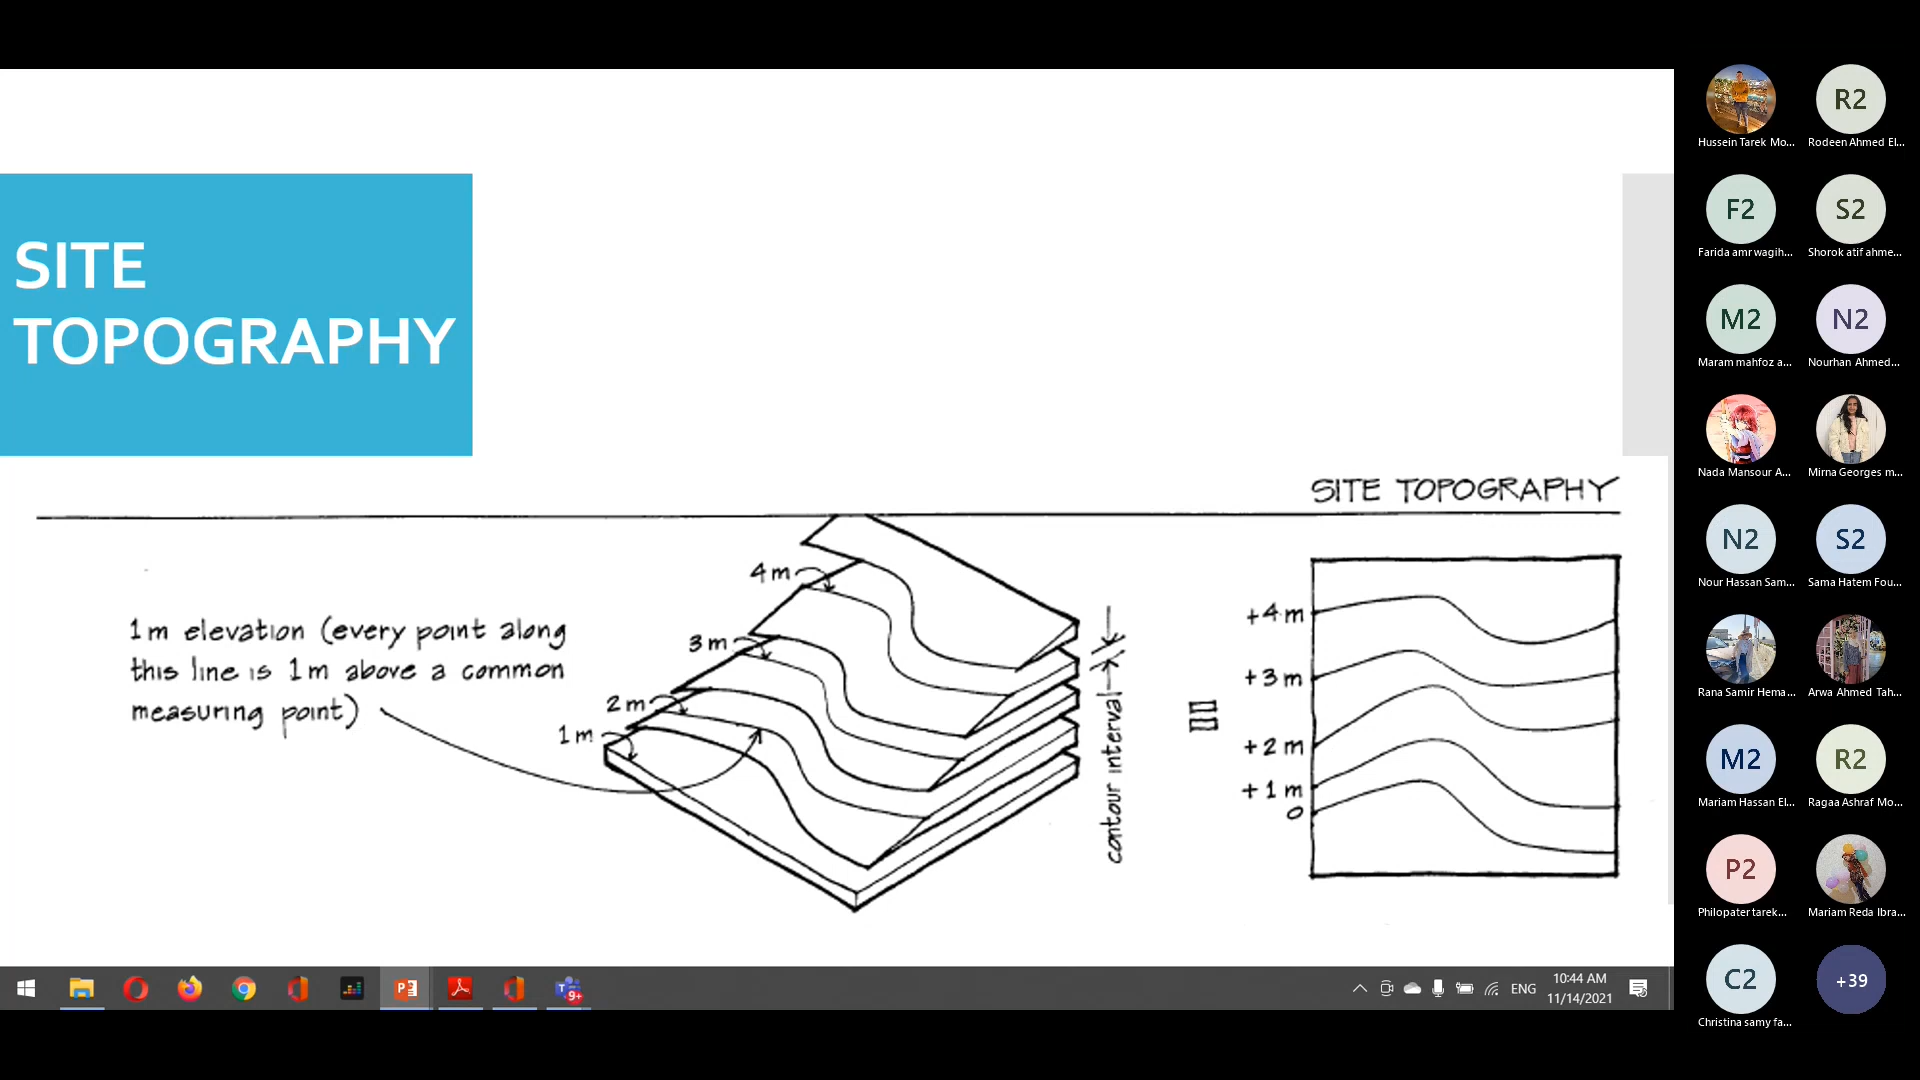 SITE
TOPOGRAPHY
SITE TOPOGRAPHY
1m elevation (every point along
this line is 1m above a common
measuring point)
4m
3m
2m
1m
contour interval
+4m
+3m
+2m
+1m
0
R2
Hussein Tarek Mo...
Rodeen Ahmed El...
F2
S2
Farida amr wagih...
Shorok atif ahme...
M2
N2
Maram mahfoz a...
Nourhan Ahmed...
Nada Mansour A...
Mirna Georges m...
N2
S2
Nour Hassan Sam...
Sama Hatem Fou...
Rana Samir Hema...
Arwa Ahmed Tah...
M2
R2
Mariam Hassan El...
Ragaa Ashraf Mo...
P2
Philopater tarek...
Mariam Reda Ibra...
C2
+39
Christina samy fa...
9+
ENG
10:44 AM
11/14/2021